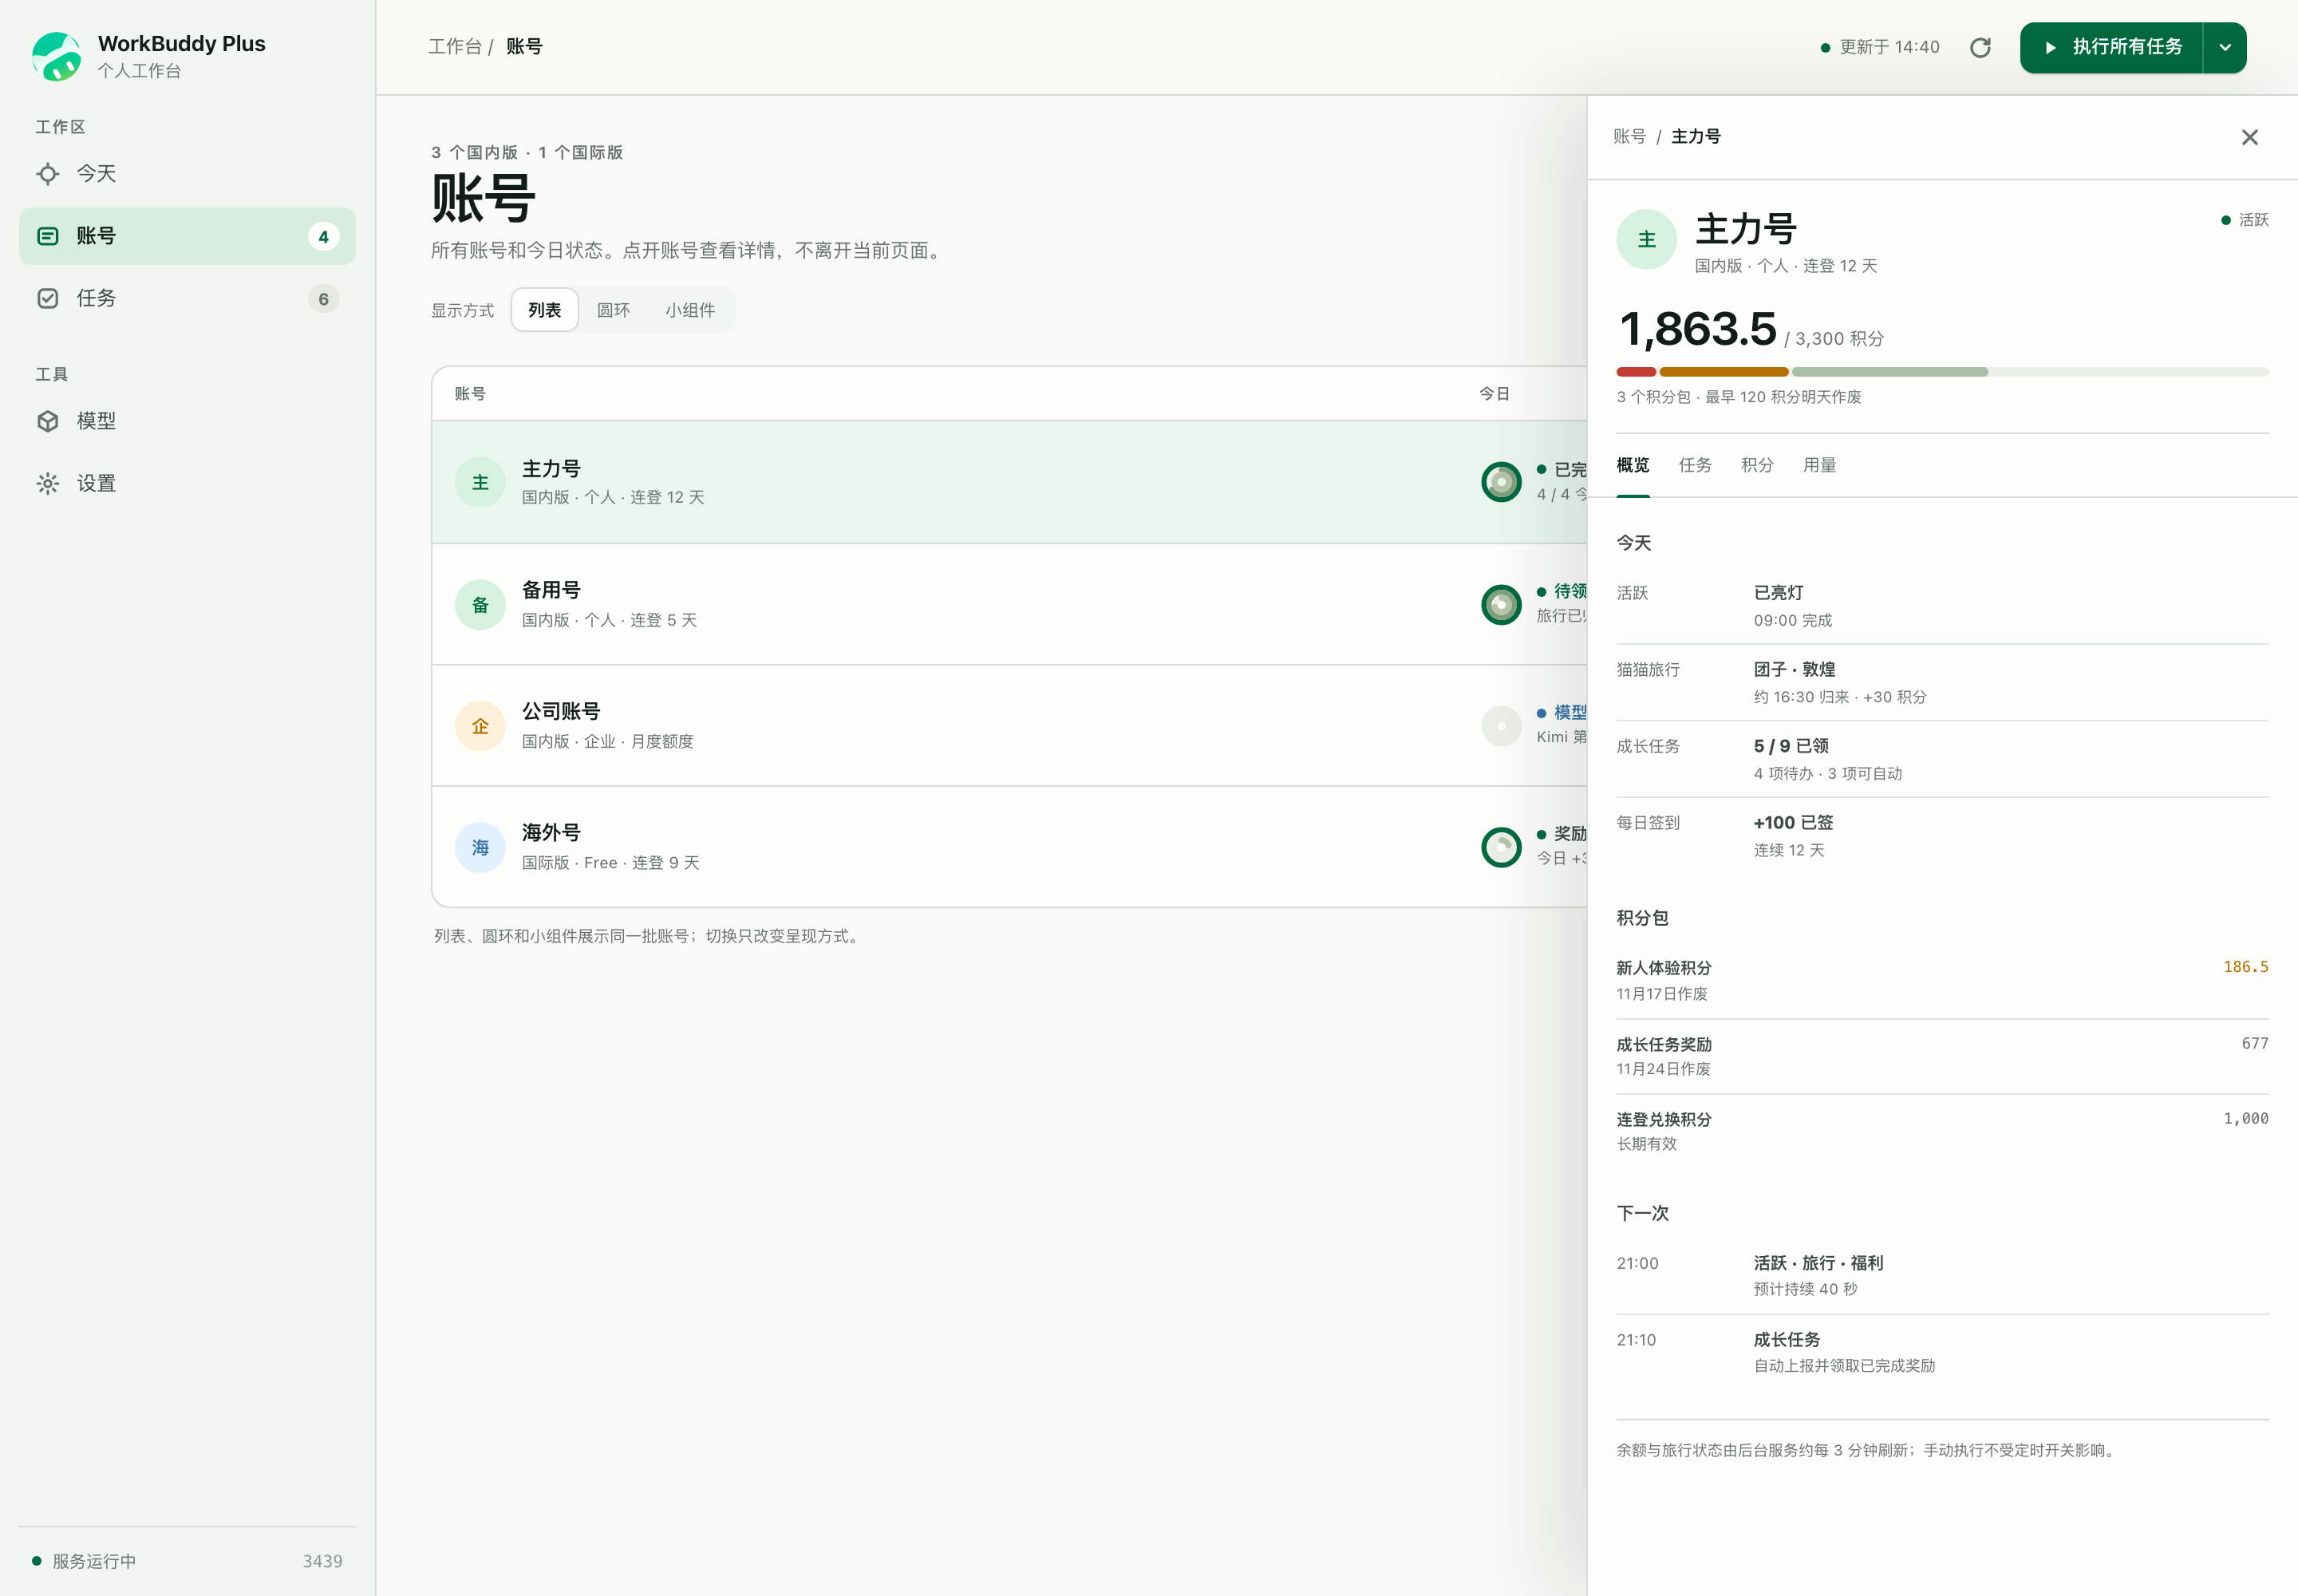 WorkBuddy Plus
个人工作台
工作区
今天
账号 4
任务 6
工具
模型
设置
服务运行中 3439
工作台 / 账号
更新于 14:40
执行所有任务
3 个国内版 · 1 个国际版
账号
所有账号和今日状态。点开账号查看详情，不离开当前页面。
显示方式 列表 圆环 小组件
账号 今日
主 主力号
国内版 · 个人 · 连登 12 天
已完
4 / 4 今
备 备用号
国内版 · 个人 · 连登 5 天
待领
旅行已
企 公司账号
国内版 · 企业 · 月度额度
模型
Kimi 第
海 海外号
国际版 · Free · 连登 9 天
奖励
今日 +3
列表、圆环和小组件展示同一批账号；切换只改变呈现方式。
账号 / 主力号
主 主力号
国内版 · 个人 · 连登 12 天
活跃
1,863.5 / 3,300 积分
3 个积分包 · 最早 120 积分明天作废
概览 任务 积分 用量
今天
活跃 已亮灯
09:00 完成
猫猫旅行 团子 · 敦煌
约 16:30 归来 · +30 积分
成长任务 5 / 9 已领
4 项待办 · 3 项可自动
每日签到 +100 已签
连续 12 天
积分包
新人体验积分 186.5
11月17日作废
成长任务奖励 677
11月24日作废
连登兑换积分 1,000
长期有效
下一次
21:00 活跃 · 旅行 · 福利
预计持续 40 秒
21:10 成长任务
自动上报并领取已完成奖励
余额与旅行状态由后台服务约每 3 分钟刷新；手动执行不受定时开关影响。